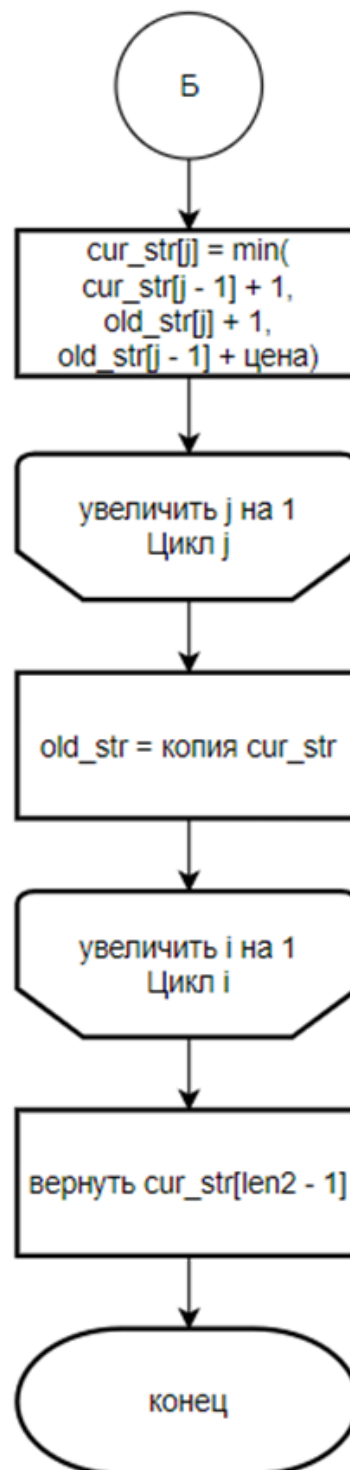 Б
cur_str[j] = min(
cur_str[j - 1] + 1,
old_str[j] + 1,
old_str[j - 1] + цена)
увеличить j на 1
Цикл j
old_str = копия cur_str
увеличить i на 1
Цикл i
вернуть cur_str[len2 - 1]
конец